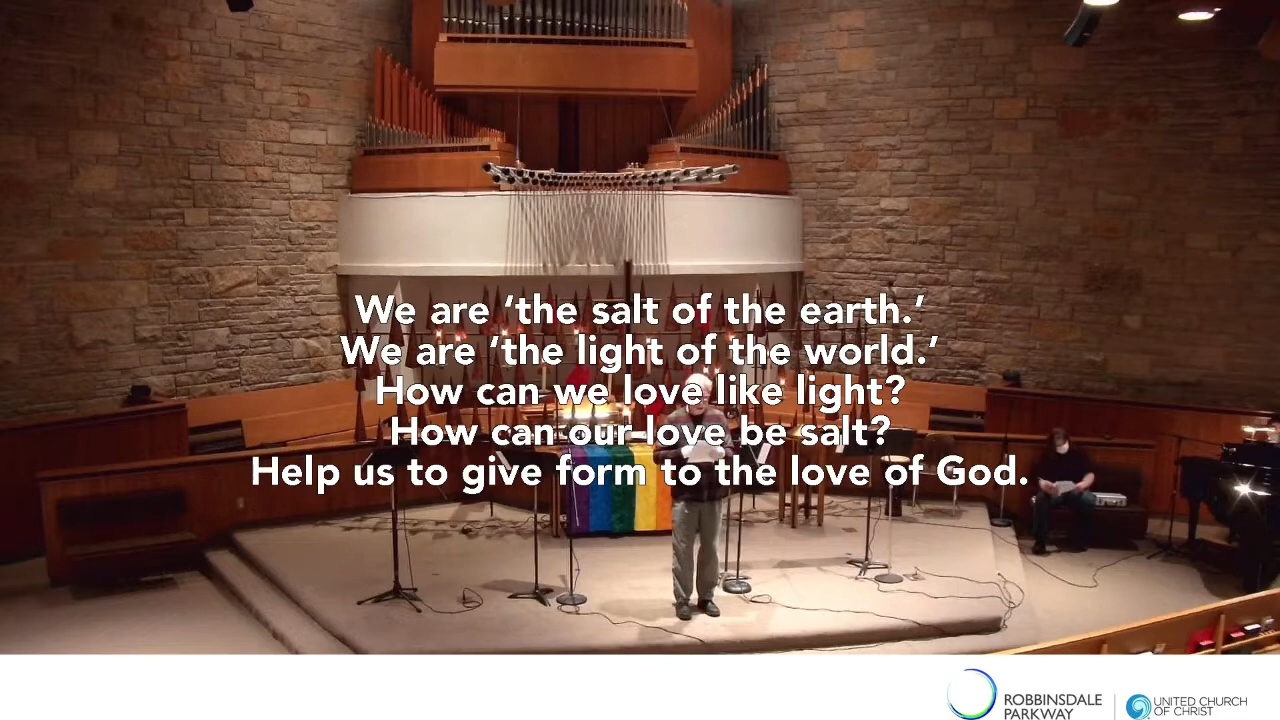 We are ‘the salt of the earth.’
We are ‘the light of the world.’
How can we love like light?
How can our love be salt?
Help us to give form to the love of God.
ROBBINSDALE
PARKWAY
UNITED CHURCH
OF CHRIST